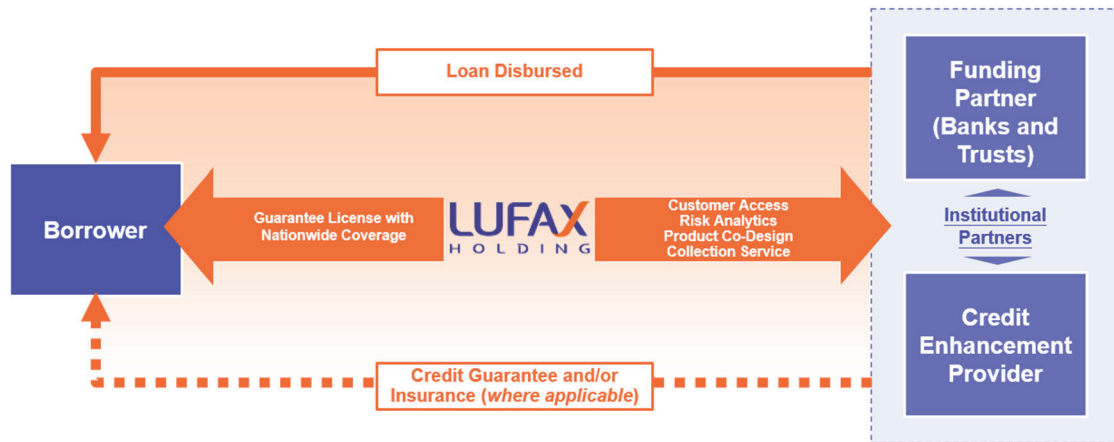 Loan Disbursed
Funding
Partner
(Banks and
Trusts)
Borrower
Guarantee License with
Nationwide Coverage
LUFAX
HOLDING
Customer Access
Risk Analytics
Product Co-Design
Collection Service
Institutional
Partners
Credit
Enhancement
Provider
Credit Guarantee and/or
Insurance (where applicable)